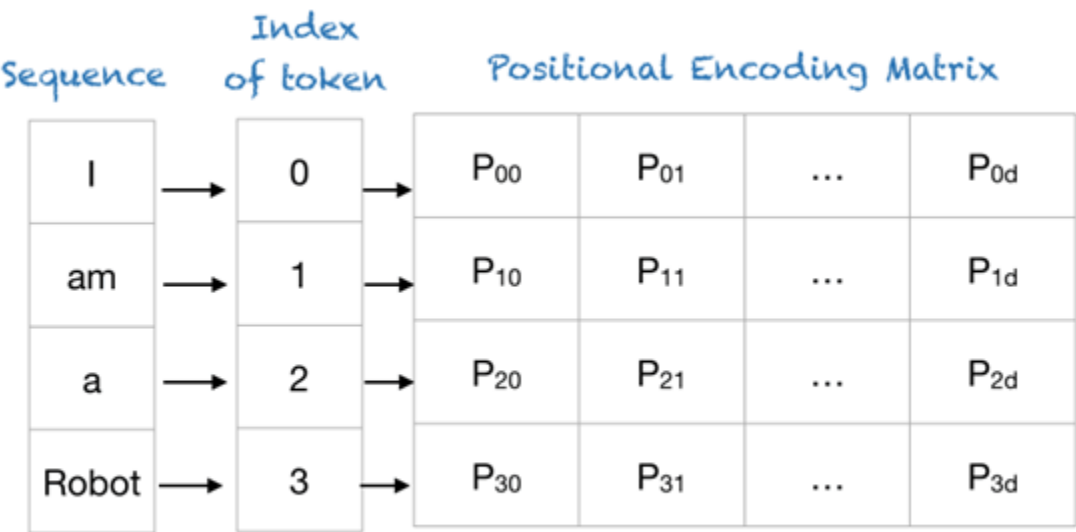 Sequence Index of token Positional Encoding Matrix
I 0 P00 P01 ... P0d
am 1 P10 P11 ... P1d
a 2 P20 P21 ... P2d
Robot 3 P30 P31 ... P3d